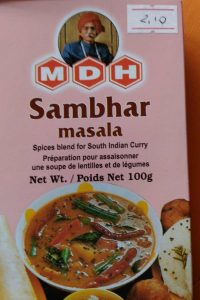 2,10
MDH
Sambhar
masala
Spices blend for South Indian Curry
Préparation pour assaisonner
une soupe de lentilles et de légumes
Net Wt. / Poids Net 100g